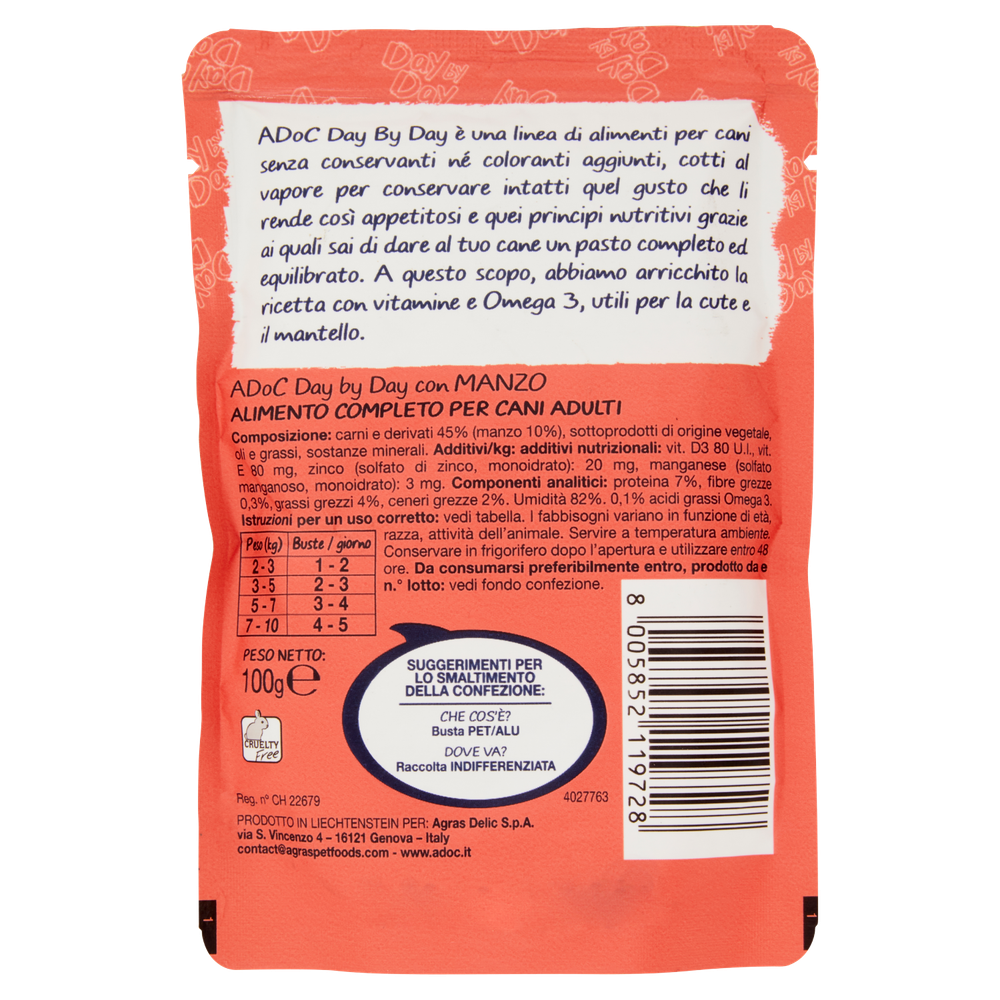 Day by Day
ADoC Day By Day è una linea di alimenti per cani
senza conservanti né coloranti aggiunti, cotti al
vapore per conservare intatti quel gusto che li
rende così appetitosi e quei principi nutritivi grazie
ai quali sai di dare al tuo cane un pasto completo ed
equilibrato. A questo scopo, abbiamo arricchito la
ricetta con vitamine e Omega 3, utili per la cute e
il mantello.
ADoC Day by Day con MANZO
ALIMENTO COMPLETO PER CANI ADULTI
Composizione: carni e derivati 45% (manzo 10%), sottoprodotti di origine vegetale,
oli e grassi, sostanze minerali. Additivi/kg: additivi nutrizionali: vit. D3 80 U.I., vit.
E 80 mg, zinco (solfato di zinco, monoidrato): 20 mg, manganese (solfato
manganoso, monoidrato): 3 mg. Componenti analitici: proteina 7%, fibre grezze
0,3%, grassi grezzi 4%, ceneri grezze 2%. Umidità 82%. 0,1% acidi grassi Omega 3.
Istruzioni per un uso corretto: vedi tabella. I fabbisogni variano in funzione di età,
razza, attività dell'animale. Servire a temperatura ambiente.
Conservare in frigorifero dopo l'apertura e utilizzare entro 48
ore. Da consumarsi preferibilmente entro, prodotto da e
n.° lotto: vedi fondo confezione.
Peso (kg) Buste / giorno
2-3 1 - 2
3-5 2 - 3
5-7 3 - 4
7-10 4 - 5
PESO NETTO:
100g e
CRUELTY
Free
SUGGERIMENTI PER
LO SMALTIMENTO
DELLA CONFEZIONE:
CHE COS'È?
Busta PET/ALU
DOVE VA?
Raccolta INDIFFERENZIATA
8 005852 119728
Reg. n° CH 22679
4027763
PRODOTTO IN LIECHTENSTEIN PER: Agras Delic S.p.A.
via S. Vincenzo 4 – 16121 Genova – Italy
contact@agraspetfoods.com - www.adoc.it
1
1